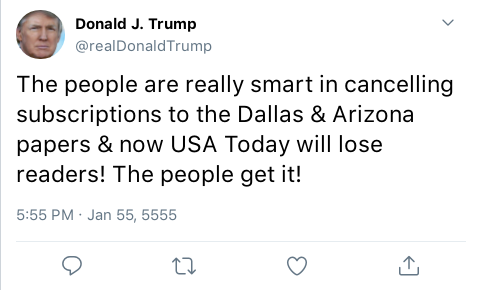 Donald J. Trump
@realDonaldTrump
The people are really smart in cancelling
subscriptions to the Dallas & Arizona
papers & now USA Today will lose
readers! The people get it!
5:55 PM · Jan 55, 5555